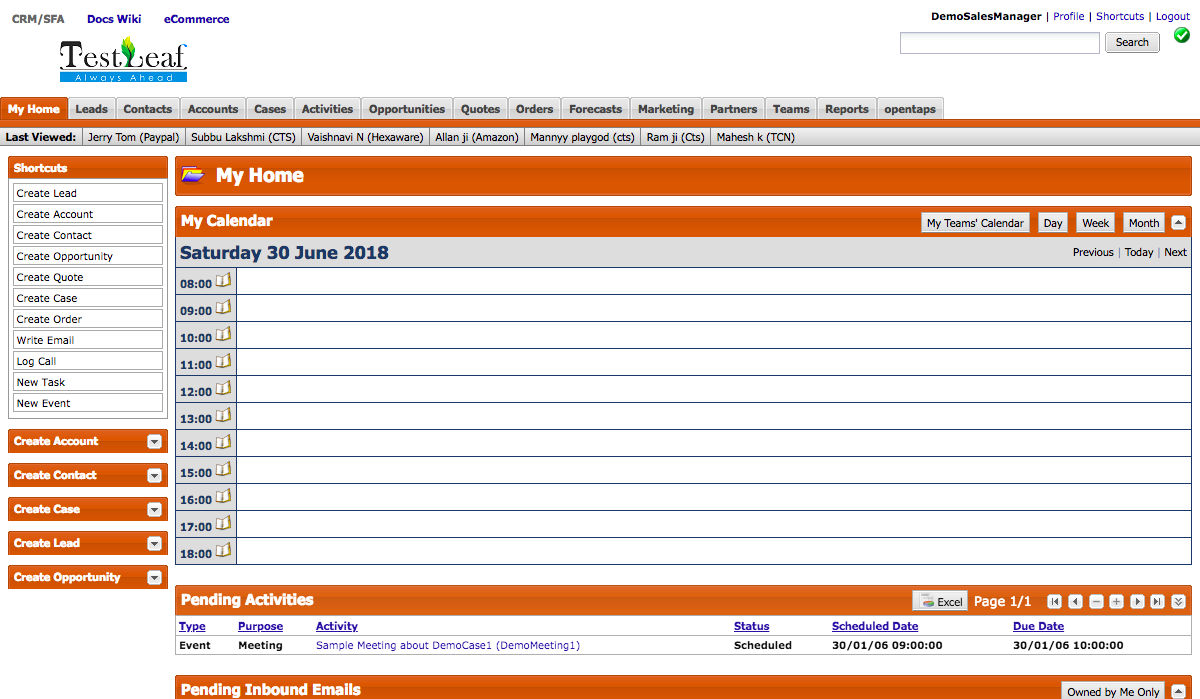 CRM/SFA Docs Wiki eCommerce
DemoSalesManager | Profile | Shortcuts | Logout
TestLeaf
Always Ahead
Search
My Home Leads Contacts Accounts Cases Activities Opportunities Quotes Orders Forecasts Marketing Partners Teams Reports opentaps
Last Viewed: Jerry Tom (Paypal) Subbu Lakshmi (CTS) Vaishnavi N (Hexaware) Allan ji (Amazon) Mannyy playgod (cts) Ram ji (Cts) Mahesh k (TCN)
Shortcuts
Create Lead
Create Account
Create Contact
Create Opportunity
Create Quote
Create Case
Create Order
Write Email
Log Call
New Task
New Event
Create Account
Create Contact
Create Case
Create Lead
Create Opportunity
My Home
My Calendar My Teams' Calendar Day Week Month
Saturday 30 June 2018 Previous | Today | Next
08:00
09:00
10:00
11:00
12:00
13:00
14:00
15:00
16:00
17:00
18:00
Pending Activities Excel Page 1/1
Type Purpose Activity Status Scheduled Date Due Date
Event Meeting Sample Meeting about DemoCase1 (DemoMeeting1) Scheduled 30/01/06 09:00:00 30/01/06 10:00:00
Pending Inbound Emails Owned by Me Only